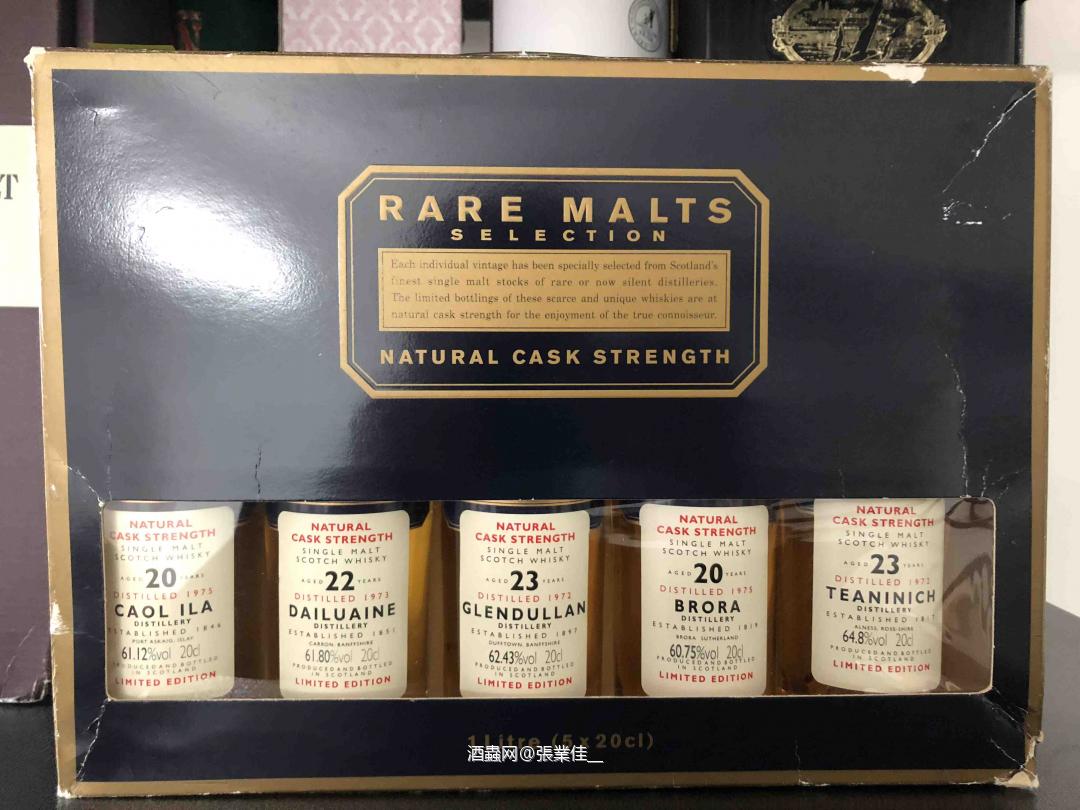 T
RARE MALTS
SELECTION
Each individual vintage has been specially selected from Scotland's
finest single malt stocks of rare or now silent distilleries.
The limited bottlings of these scarce and unique whiskies are at
natural cask strength for the enjoyment of the true connoisseur.
NATURAL CASK STRENGTH
NATURAL
CASK STRENGTH
SINGLE MALT
SCOTCH WHISKY
AGED 20 YEARS
DISTILLED 1975
CAOL ILA
DISTILLERY
ESTABLISHED 1846
PORT ASKAIG, ISLAY
61.12%vol 20cl
PRODUCED AND BOTTLED
IN SCOTLAND
LIMITED EDITION
NATURAL
CASK STRENGTH
SINGLE MALT
SCOTCH WHISKY
AGED 22 YEARS
DISTILLED 1973
DAILUAINE
DISTILLERY
ESTABLISHED 1851
CARRON, BANFFSHIRE
61.80%vol 20cl
PRODUCED AND BOTTLED
IN SCOTLAND
LIMITED EDITION
NATURAL
CASK STRENGTH
SINGLE MALT
SCOTCH WHISKY
AGED 23 YEARS
DISTILLED 1972
GLENDULLAN
DISTILLERY
ESTABLISHED 1897
DUFFTOWN, BANFFSHIRE
62.43%vol 20cl
PRODUCED AND BOTTLED
IN SCOTLAND
LIMITED EDITION
NATURAL
CASK STRENGTH
SINGLE MALT
SCOTCH WHISKY
AGED 20 YEARS
DISTILLED 1975
BRORA
DISTILLERY
ESTABLISHED 1819
BRORA SUTHERLAND
60.75%vol 20cl
PRODUCED AND BOTTLED
IN SCOTLAND
LIMITED EDITION
NATURAL
CASK STRENGTH
SINGLE MALT
SCOTCH WHISKY
AGED 23 YEARS
DISTILLED 1972
TEANINICH
DISTILLERY
ESTABLISHED 1817
ALNESS, ROSS-SHIRE
64.8%vol 20cl
PRODUCED AND BOTTLED
IN SCOTLAND
LIMITED EDITION
1 Litre (5 x 20cl)
酒蟲网@張業佳__